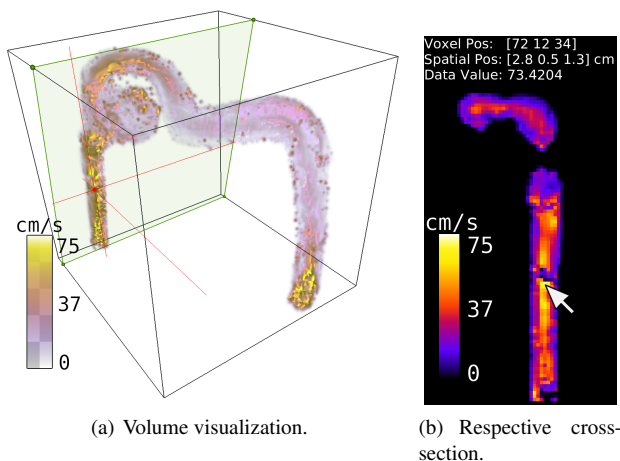 cm/s
75
37
0
(a) Volume visualization.
Voxel Pos: [72 12 34]
Spatial Pos: [2.8 0.5 1.3] cm
Data Value: 73.4204
cm/s
75
37
0
(b) Respective cross-
section.